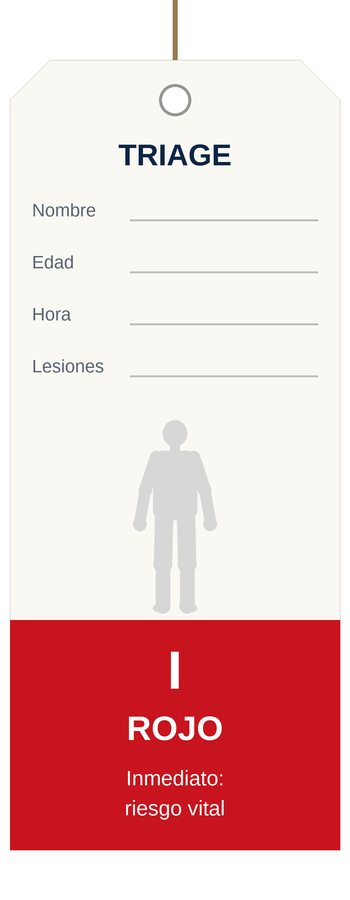 TRIAGE
Nombre
Edad
Hora
Lesiones
I
ROJO
Inmediato:
riesgo vital